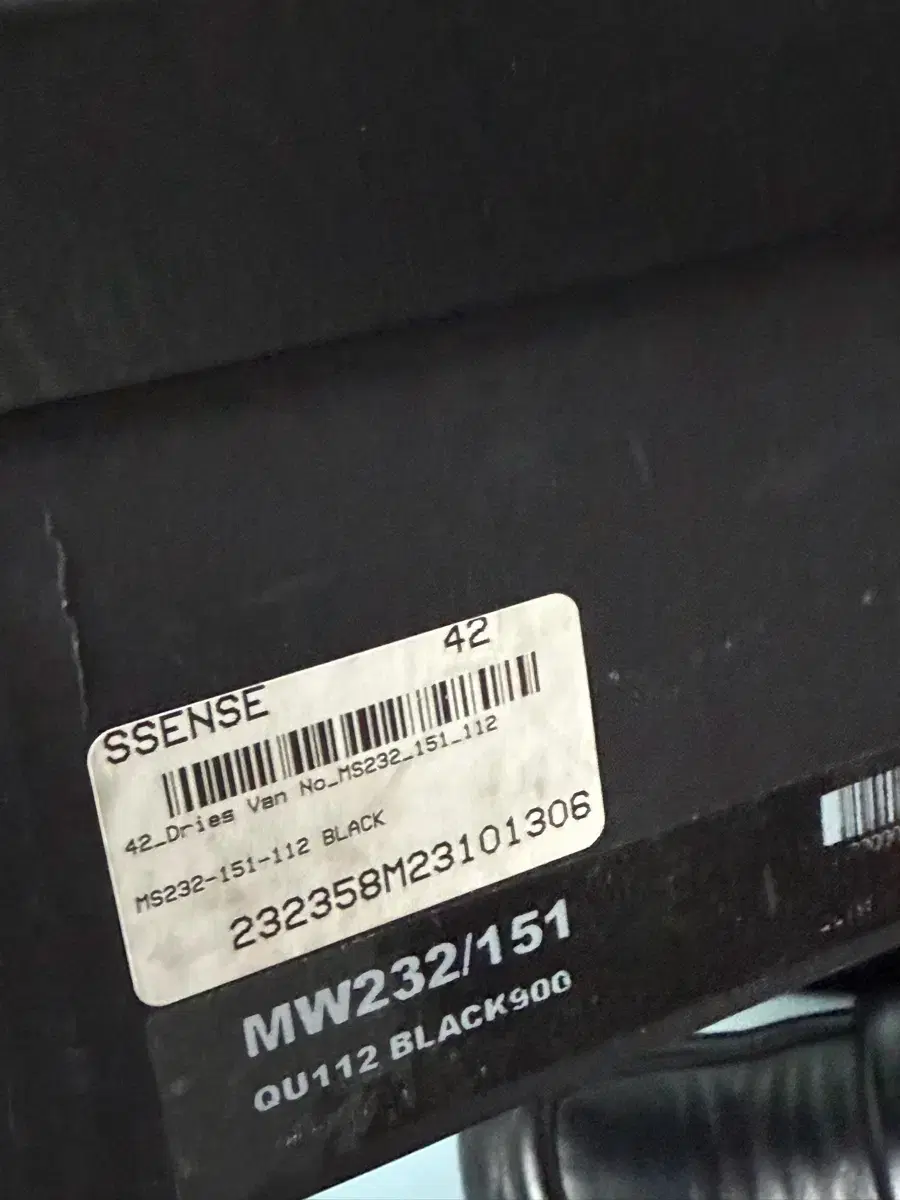 SSENSE 42
42_Dries Van No_MS232_151_112
MS232-151-112 BLACK
232358M23101306
MW232/151
QU112 BLACK900